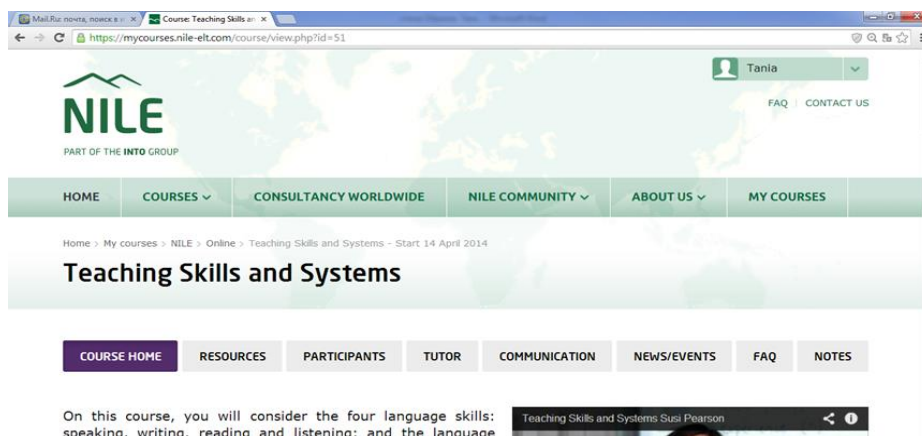 Mail.Ru: почта, поиск в и
Course: Teaching Skills an
https://mycourses.nile-elt.com/course/view.php?id=51
Tania
FAQ | CONTACT US
NILE
PART OF THE INTO GROUP
HOME COURSES CONSULTANCY WORLDWIDE NILE COMMUNITY ABOUT US MY COURSES
Home > My courses > NILE > Online > Teaching Skills and Systems - Start 14 April 2014
Teaching Skills and Systems
COURSE HOME RESOURCES PARTICIPANTS TUTOR COMMUNICATION NEWS/EVENTS FAQ NOTES
On this course, you will consider the four language skills:
speaking, writing, reading and listening; and the language
Teaching Skills and Systems Susi Pearson